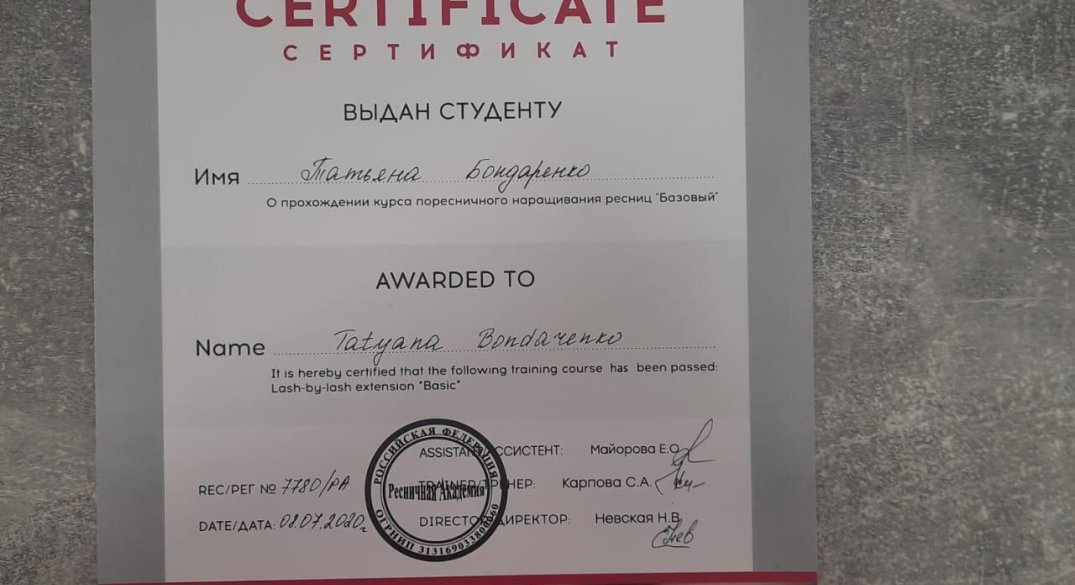 CERTIFICATE
СЕРТИФИКАТ
ВЫДАН СТУДЕНТУ
Имя Татьяна Бондаренко
О прохождении курса поресничного наращивания ресниц "Базовый"
AWARDED TO
Name Tatyana Bondarenko
It is hereby certified that the following training course has been passed:
Lash-by-lash extension "Basic"
ASSISTANT/АССИСТЕНТ: Майорова Е.О.
REC/РЕГ № 7780/РА
TRAINER/ТРЕНЕР: Карпова С.А.
DATE/ДАТА: 02.07.2020г
DIRECTOR/ДИРЕКТОР: Невская Н.В.
РОССИЙСКАЯ ФЕДЕРАЦИЯ
Ресничная Академия
ОГРНИП